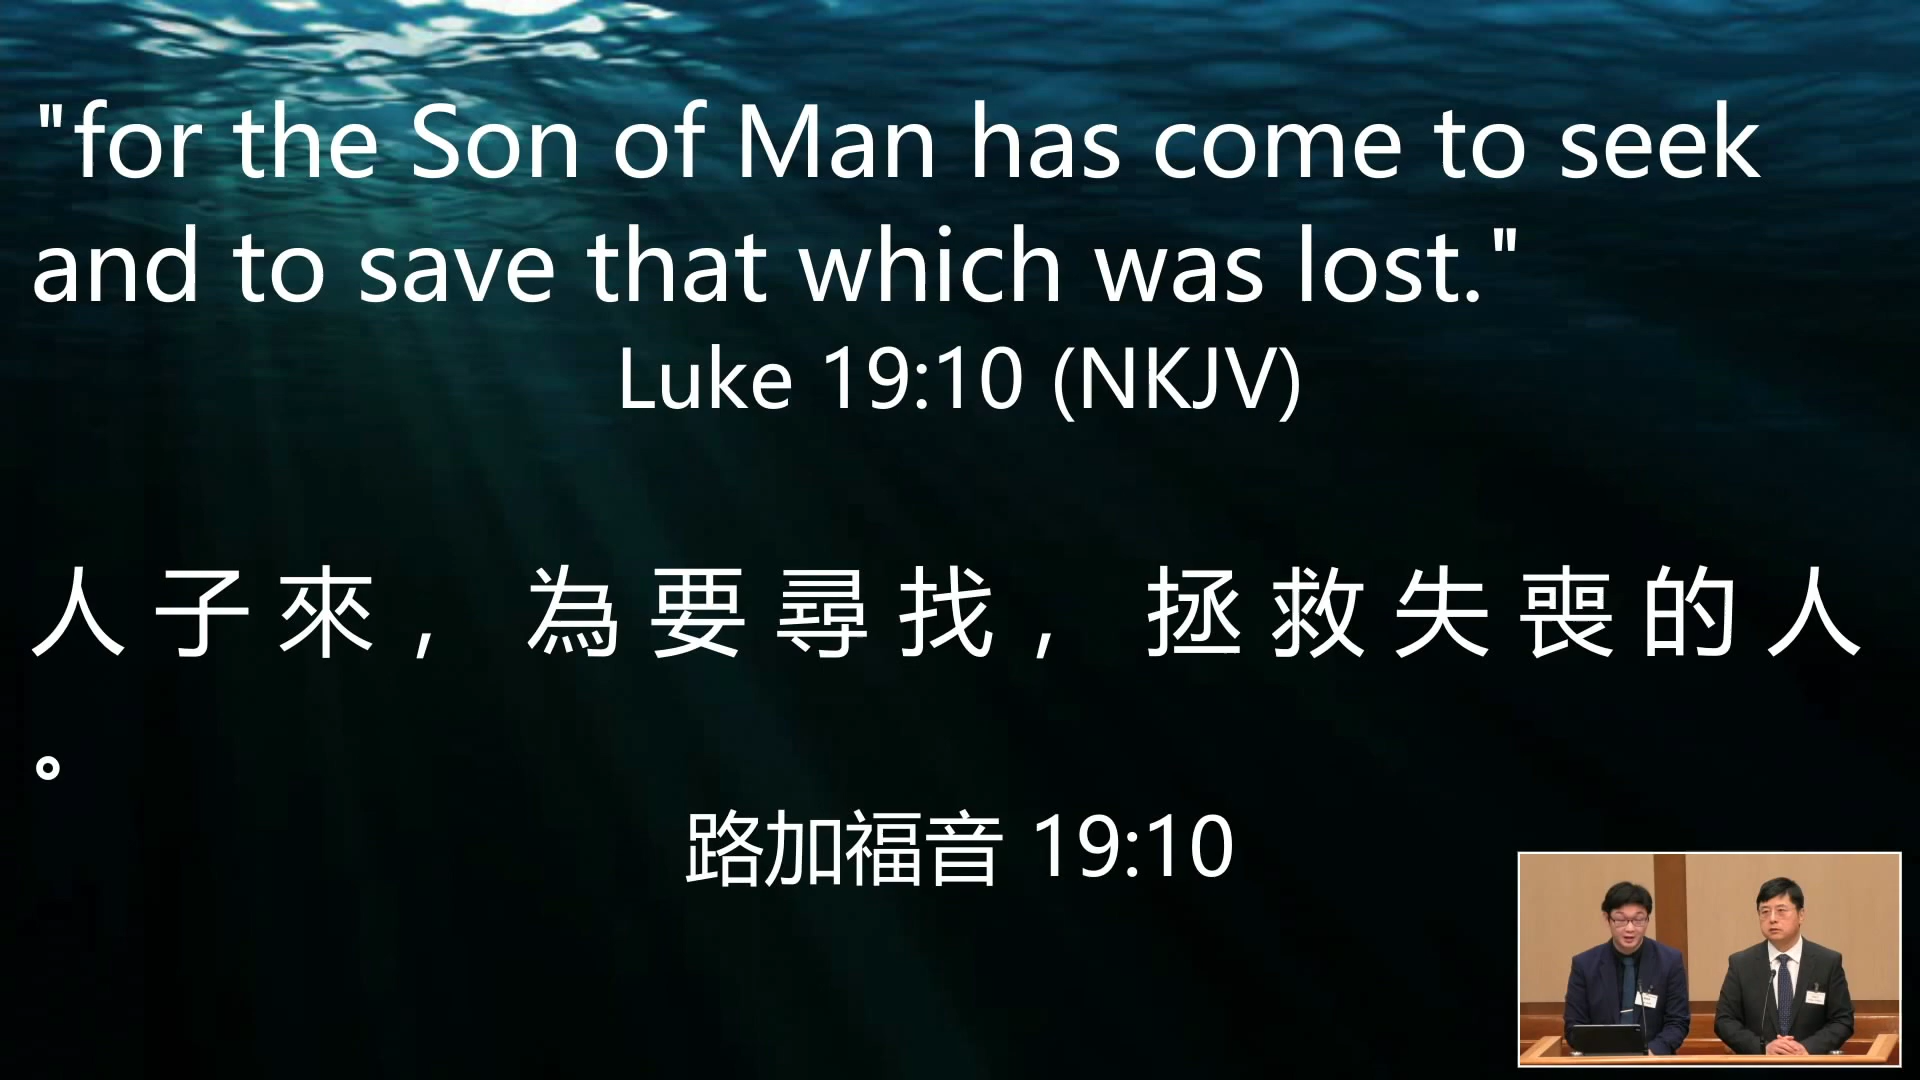 "for the Son of Man has come to seek
and to save that which was lost."
Luke 19:10 (NKJV)
人 子 來 ， 為 要 尋 找 ， 拯 救 失 喪 的 人
。
路加福音 19:10